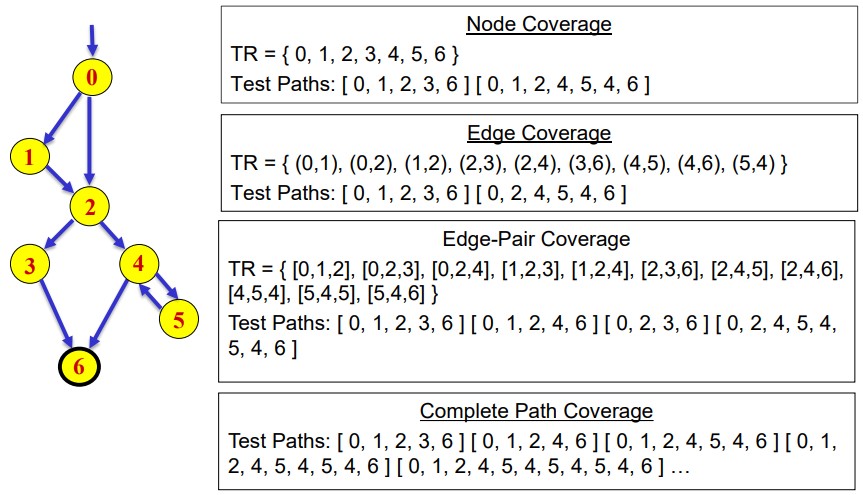 Node Coverage
TR = { 0, 1, 2, 3, 4, 5, 6 }
Test Paths: [ 0, 1, 2, 3, 6 ] [ 0, 1, 2, 4, 5, 4, 6 ]
Edge Coverage
TR = { (0,1), (0,2), (1,2), (2,3), (2,4), (3,6), (4,5), (4,6), (5,4) }
Test Paths: [ 0, 1, 2, 3, 6 ] [ 0, 2, 4, 5, 4, 6 ]
Edge-Pair Coverage
TR = { [0,1,2], [0,2,3], [0,2,4], [1,2,3], [1,2,4], [2,3,6], [2,4,5], [2,4,6],
[4,5,4], [5,4,5], [5,4,6] }
Test Paths: [ 0, 1, 2, 3, 6 ] [ 0, 1, 2, 4, 6 ] [ 0, 2, 3, 6 ] [ 0, 2, 4, 5, 4,
5, 4, 6 ]
Complete Path Coverage
Test Paths: [ 0, 1, 2, 3, 6 ] [ 0, 1, 2, 4, 6 ] [ 0, 1, 2, 4, 5, 4, 6 ] [ 0, 1,
2, 4, 5, 4, 5, 4, 6 ] [ 0, 1, 2, 4, 5, 4, 5, 4, 5, 4, 6 ] …
0
1
2
3
4
5
6